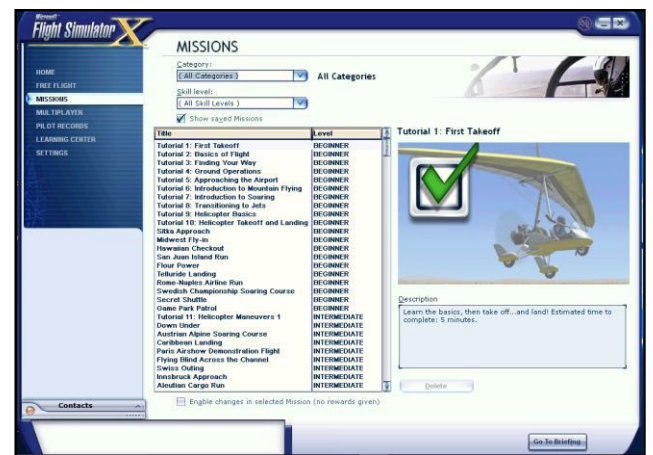 Microsoft
Flight Simulator X
MISSIONS
HOME
FREE FLIGHT
MISSIONS
MULTIPLAYER
PILOT RECORDS
LEARNING CENTER
SETTINGS
Category:
( All Categories )
All Categories
Skill level:
( All Skill Levels )
Show saved Missions
Title Level
Tutorial 1: First Takeoff BEGINNER
Tutorial 2: Basics of Flight BEGINNER
Tutorial 3: Finding Your Way BEGINNER
Tutorial 4: Ground Operations BEGINNER
Tutorial 5: Approaching the Airport BEGINNER
Tutorial 6: Introduction to Mountain Flying BEGINNER
Tutorial 7: Introduction to Soaring BEGINNER
Tutorial 8: Transitioning to Jets BEGINNER
Tutorial 9: Helicopter Basics BEGINNER
Tutorial 10: Helicopter Takeoff and Landing BEGINNER
Sitka Approach BEGINNER
Midwest Fly-in BEGINNER
Hawaiian Checkout BEGINNER
San Juan Island Run BEGINNER
Flour Power BEGINNER
Telluride Landing BEGINNER
Rome-Naples Airline Run BEGINNER
Swedish Championship Soaring Course BEGINNER
Secret Shuttle BEGINNER
Game Park Patrol BEGINNER
Tutorial 11: Helicopter Maneuvers 1 INTERMEDIATE
Down Under INTERMEDIATE
Austrian Alpine Soaring Course INTERMEDIATE
Caribbean Landing INTERMEDIATE
Paris Airshow Demonstration Flight INTERMEDIATE
Flying Blind Across the Channel INTERMEDIATE
Swiss Outing INTERMEDIATE
Innsbruck Approach INTERMEDIATE
Aleutian Cargo Run INTERMEDIATE
Enable changes in selected Mission (no rewards given)
Tutorial 1: First Takeoff
Description
Learn the basics, then take off...and land! Estimated time to
complete: 5 minutes.
Delete
Contacts
Go To Briefing